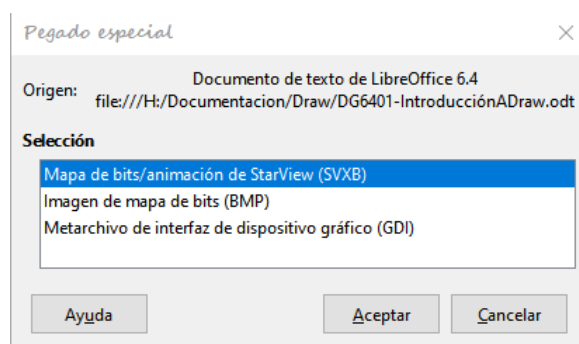 Pegado especial
Origen:
Documento de texto de LibreOffice 6.4
file:///H:/Documentacion/Draw/DG6401-IntroducciónADraw.odt
Selección
Mapa de bits/animación de StarView (SVXB)
Imagen de mapa de bits (BMP)
Metarchivo de interfaz de dispositivo gráfico (GDI)
Ayuda
Aceptar
Cancelar